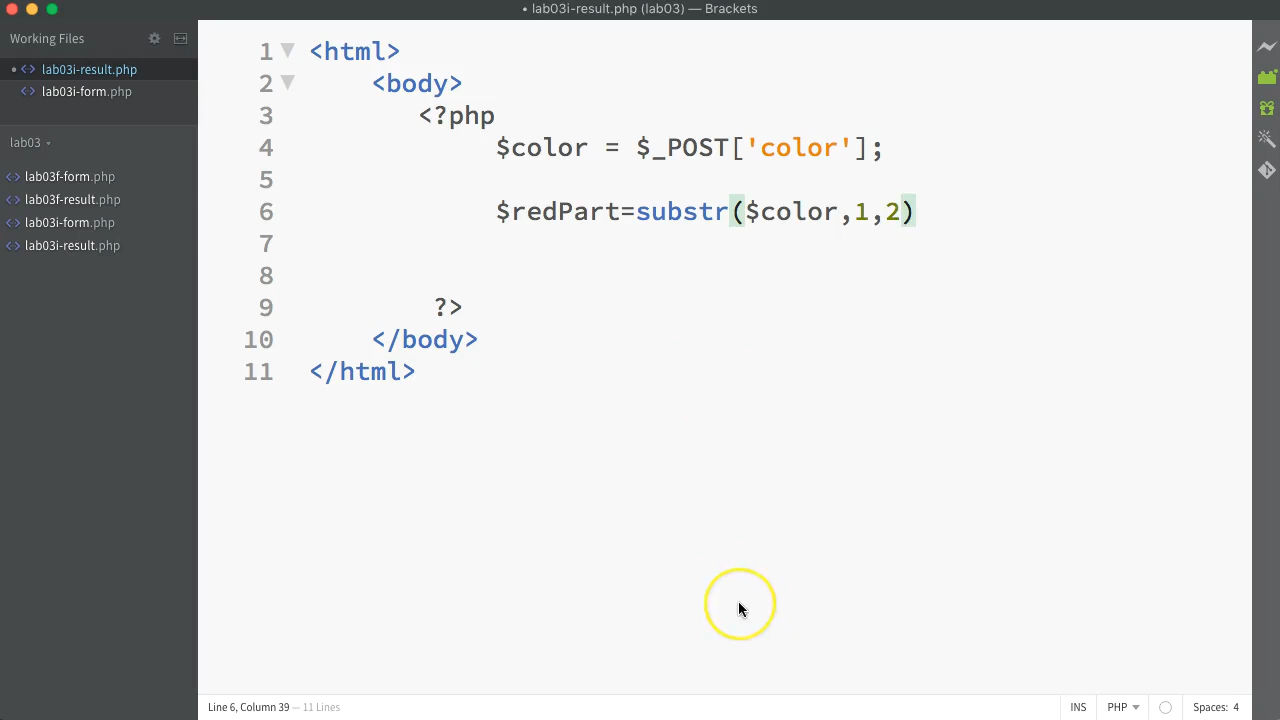 • lab03i-result.php (lab03) — Brackets
Working Files
• lab03i-result.php
lab03i-form.php
lab03
lab03f-form.php
lab03f-result.php
lab03i-form.php
lab03i-result.php
1 <html>
2 <body>
3 <?php
4 $color = $_POST['color'];
5
6 $redPart=substr($color,1,2)
7
8
9 ?>
10 </body>
11 </html>
Line 6, Column 39 — 11 Lines
INS PHP Spaces: 4